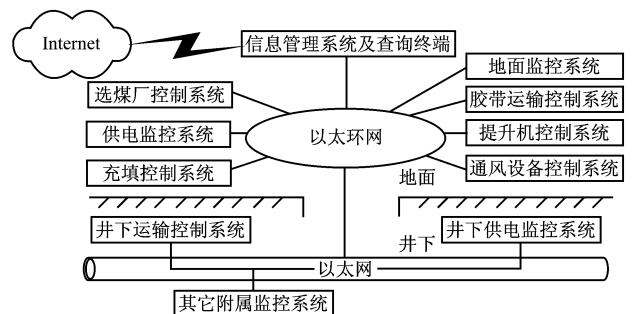 Internet
信息管理系统及查询终端
地面监控系统
选煤厂控制系统
胶带运输控制系统
供电监控系统
以太环网
提升机控制系统
充填控制系统
地面
通风设备控制系统
井下运输控制系统
井下
井下供电监控系统
以太网
其它附属监控系统